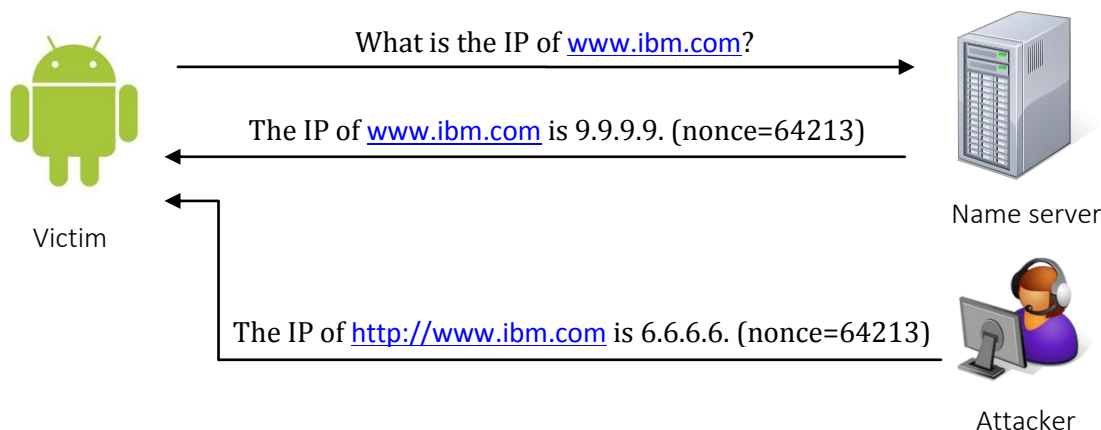 What is the IP of www.ibm.com?
The IP of www.ibm.com is 9.9.9.9. (nonce=64213)
Name server
Victim
The IP of http://www.ibm.com is 6.6.6.6. (nonce=64213)
Attacker